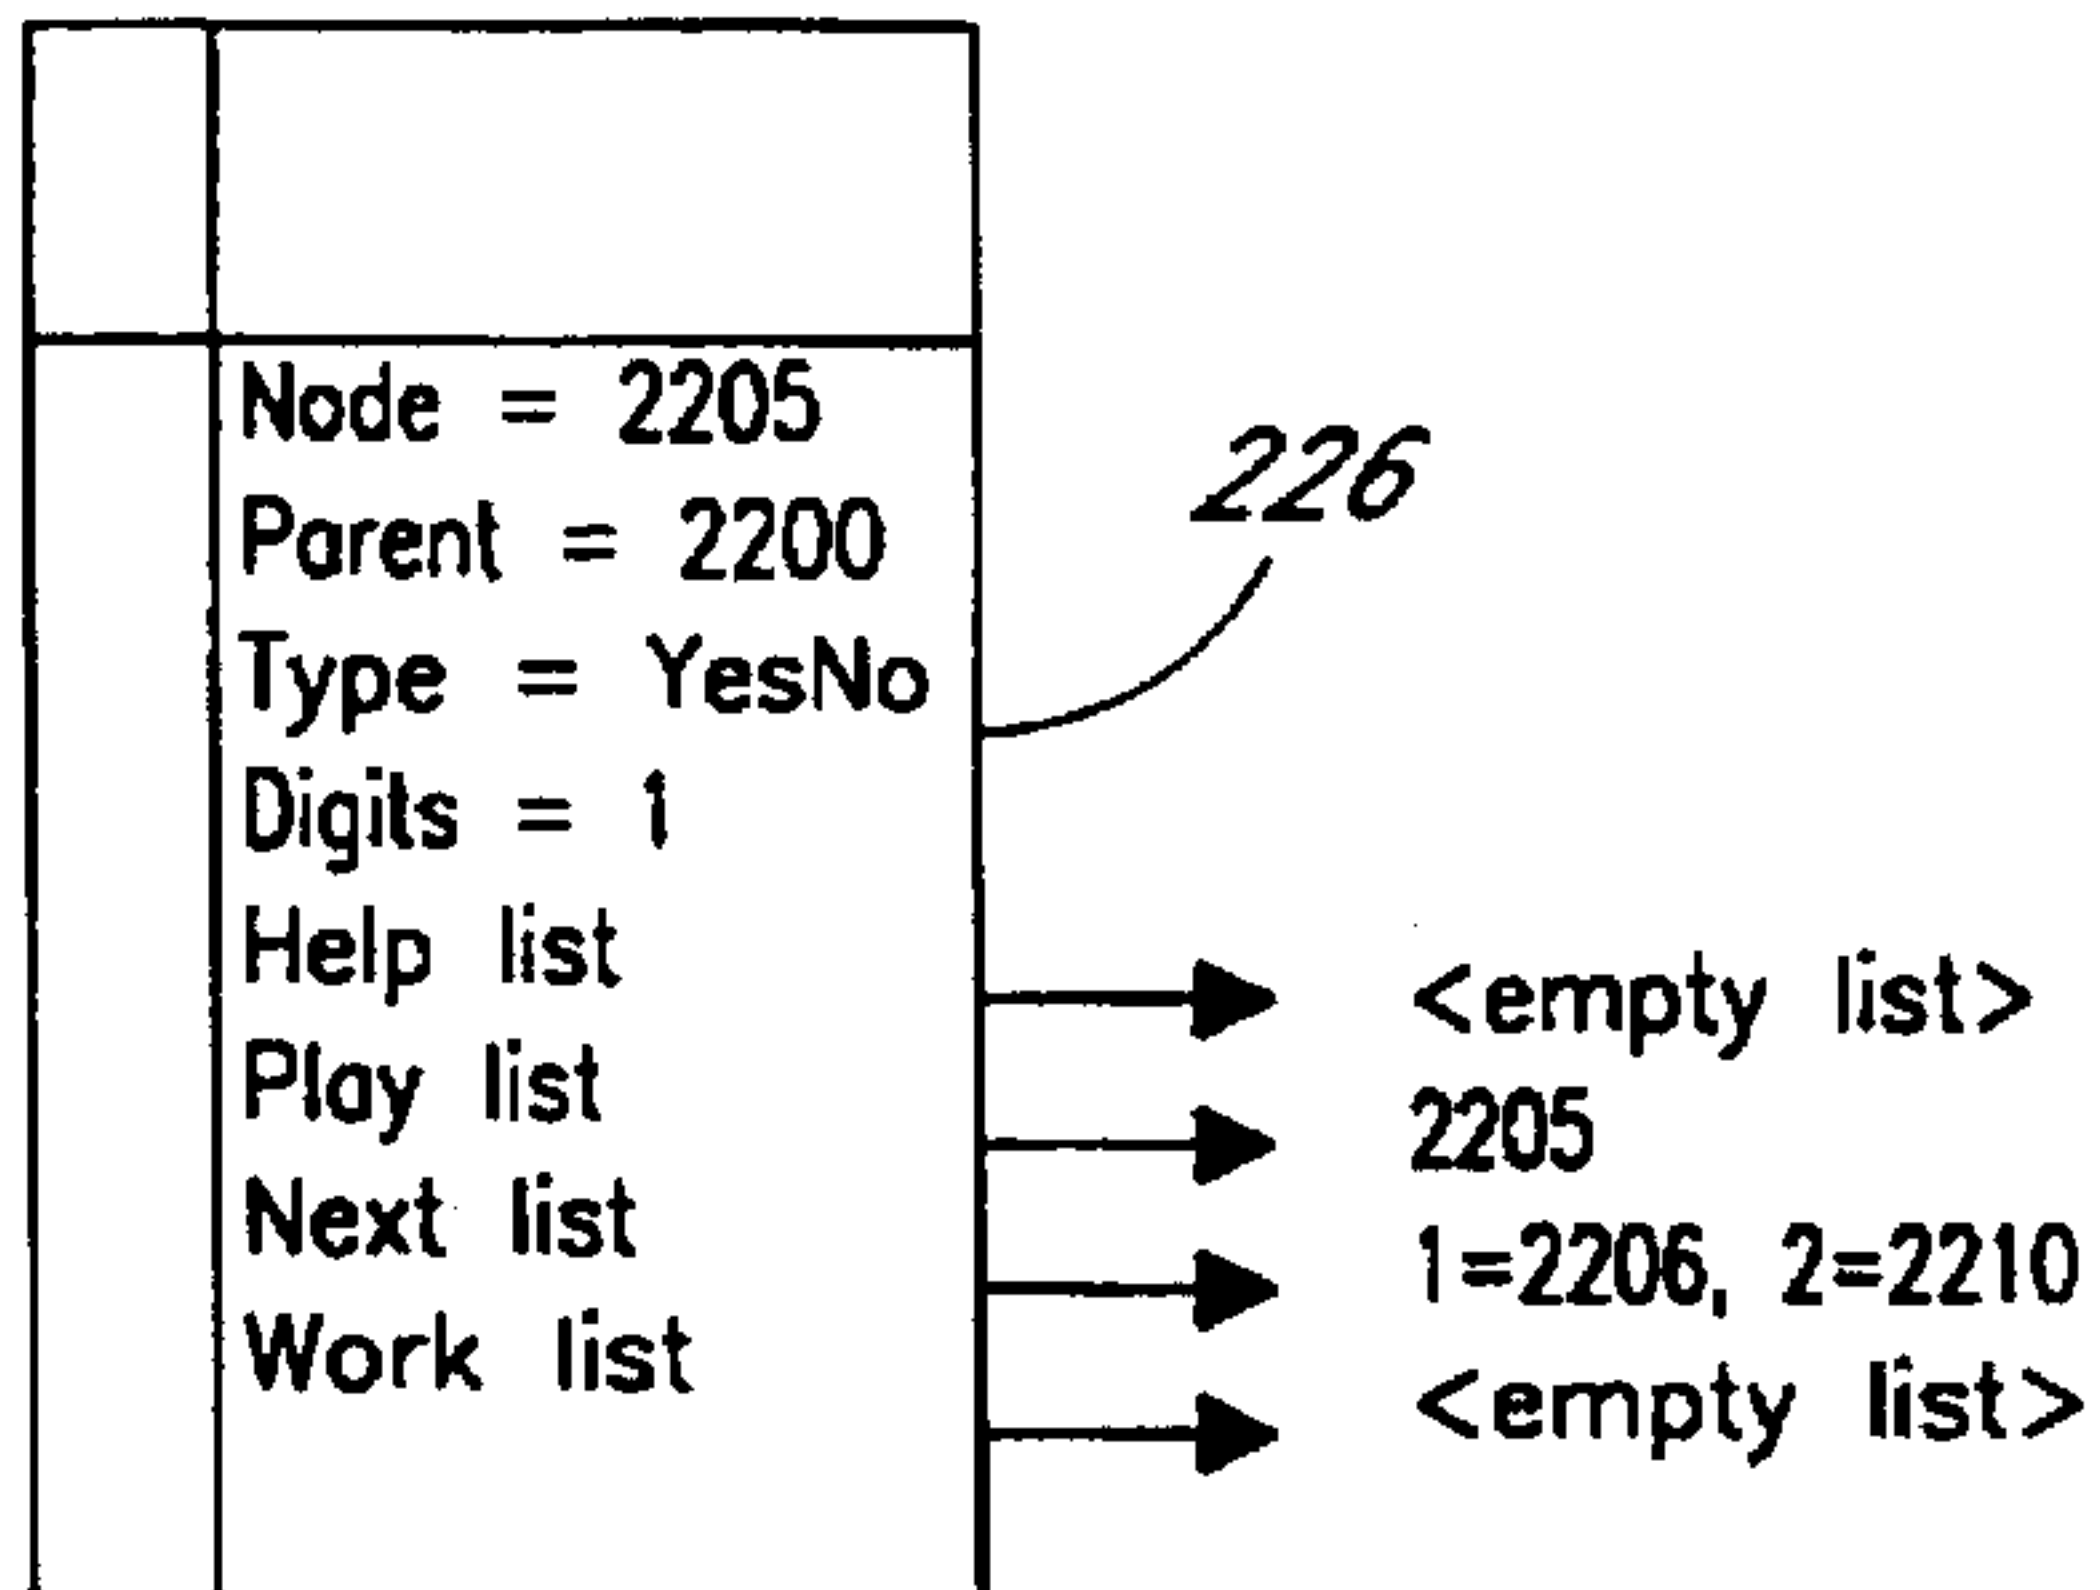 Node = 2205
226
Parent = 2200
Type = YesNo
Digits = 1
Help list
<empty list>
Play list
2205
Next list
1=2206, 2=2210
Work list
<empty list>